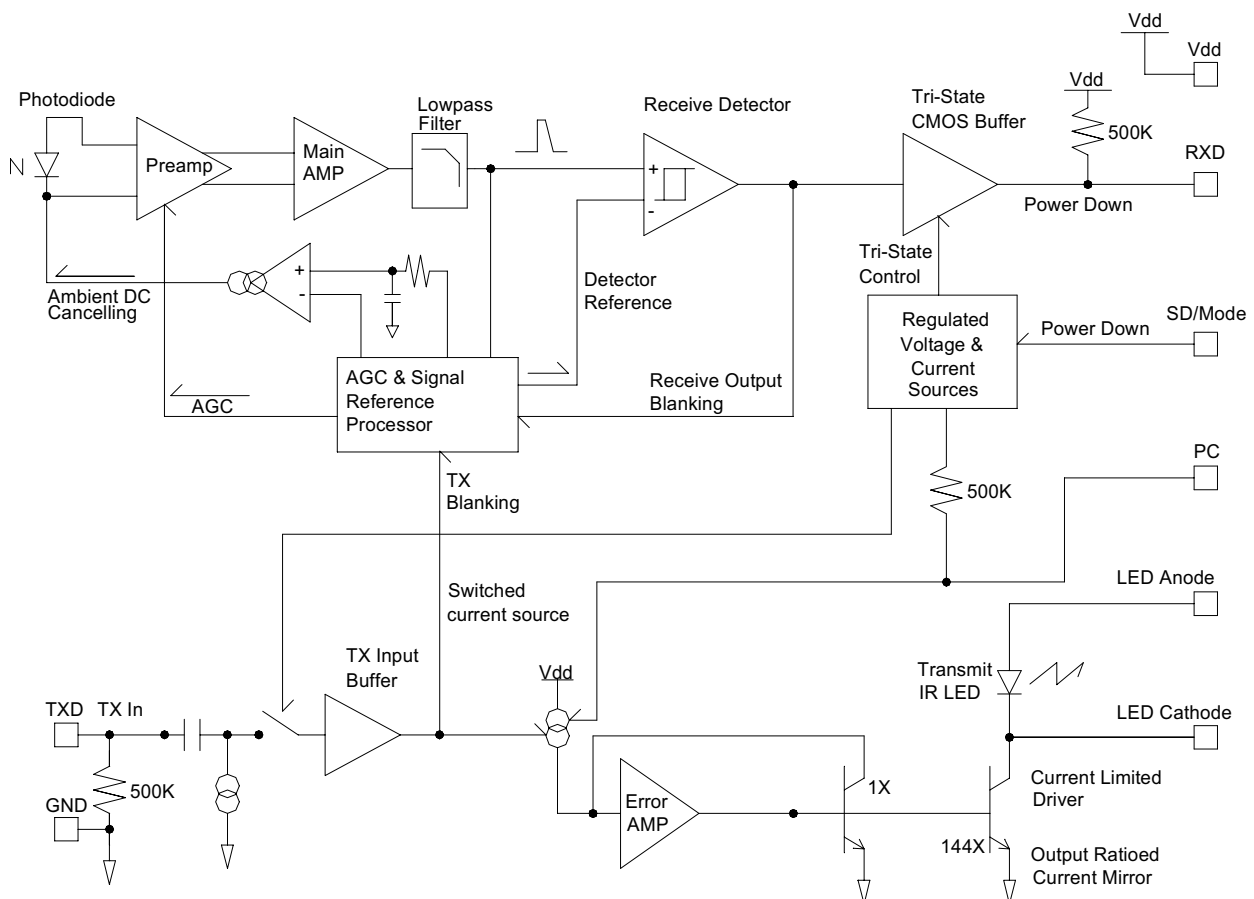 Vdd
Vdd
Photodiode
Lowpass
Filter
Receive Detector
Tri-State
CMOS Buffer
Vdd
500K
RXD
Preamp
Main
AMP
+
-
Power Down
Tri-State
Control
+
-
Ambient DC
Cancelling
Detector
Reference
Regulated
Voltage &
Current
Sources
Power Down
SD/Mode
AGC & Signal
Reference
Processor
AGC
Receive Output
Blanking
TX
Blanking
500K
PC
Switched
current source
LED Anode
TX Input
Buffer
Vdd
Transmit
IR LED
TXD
TX In
LED Cathode
500K
GND
Error
AMP
1X
144X
Current Limited
Driver
Output Ratioed
Current Mirror